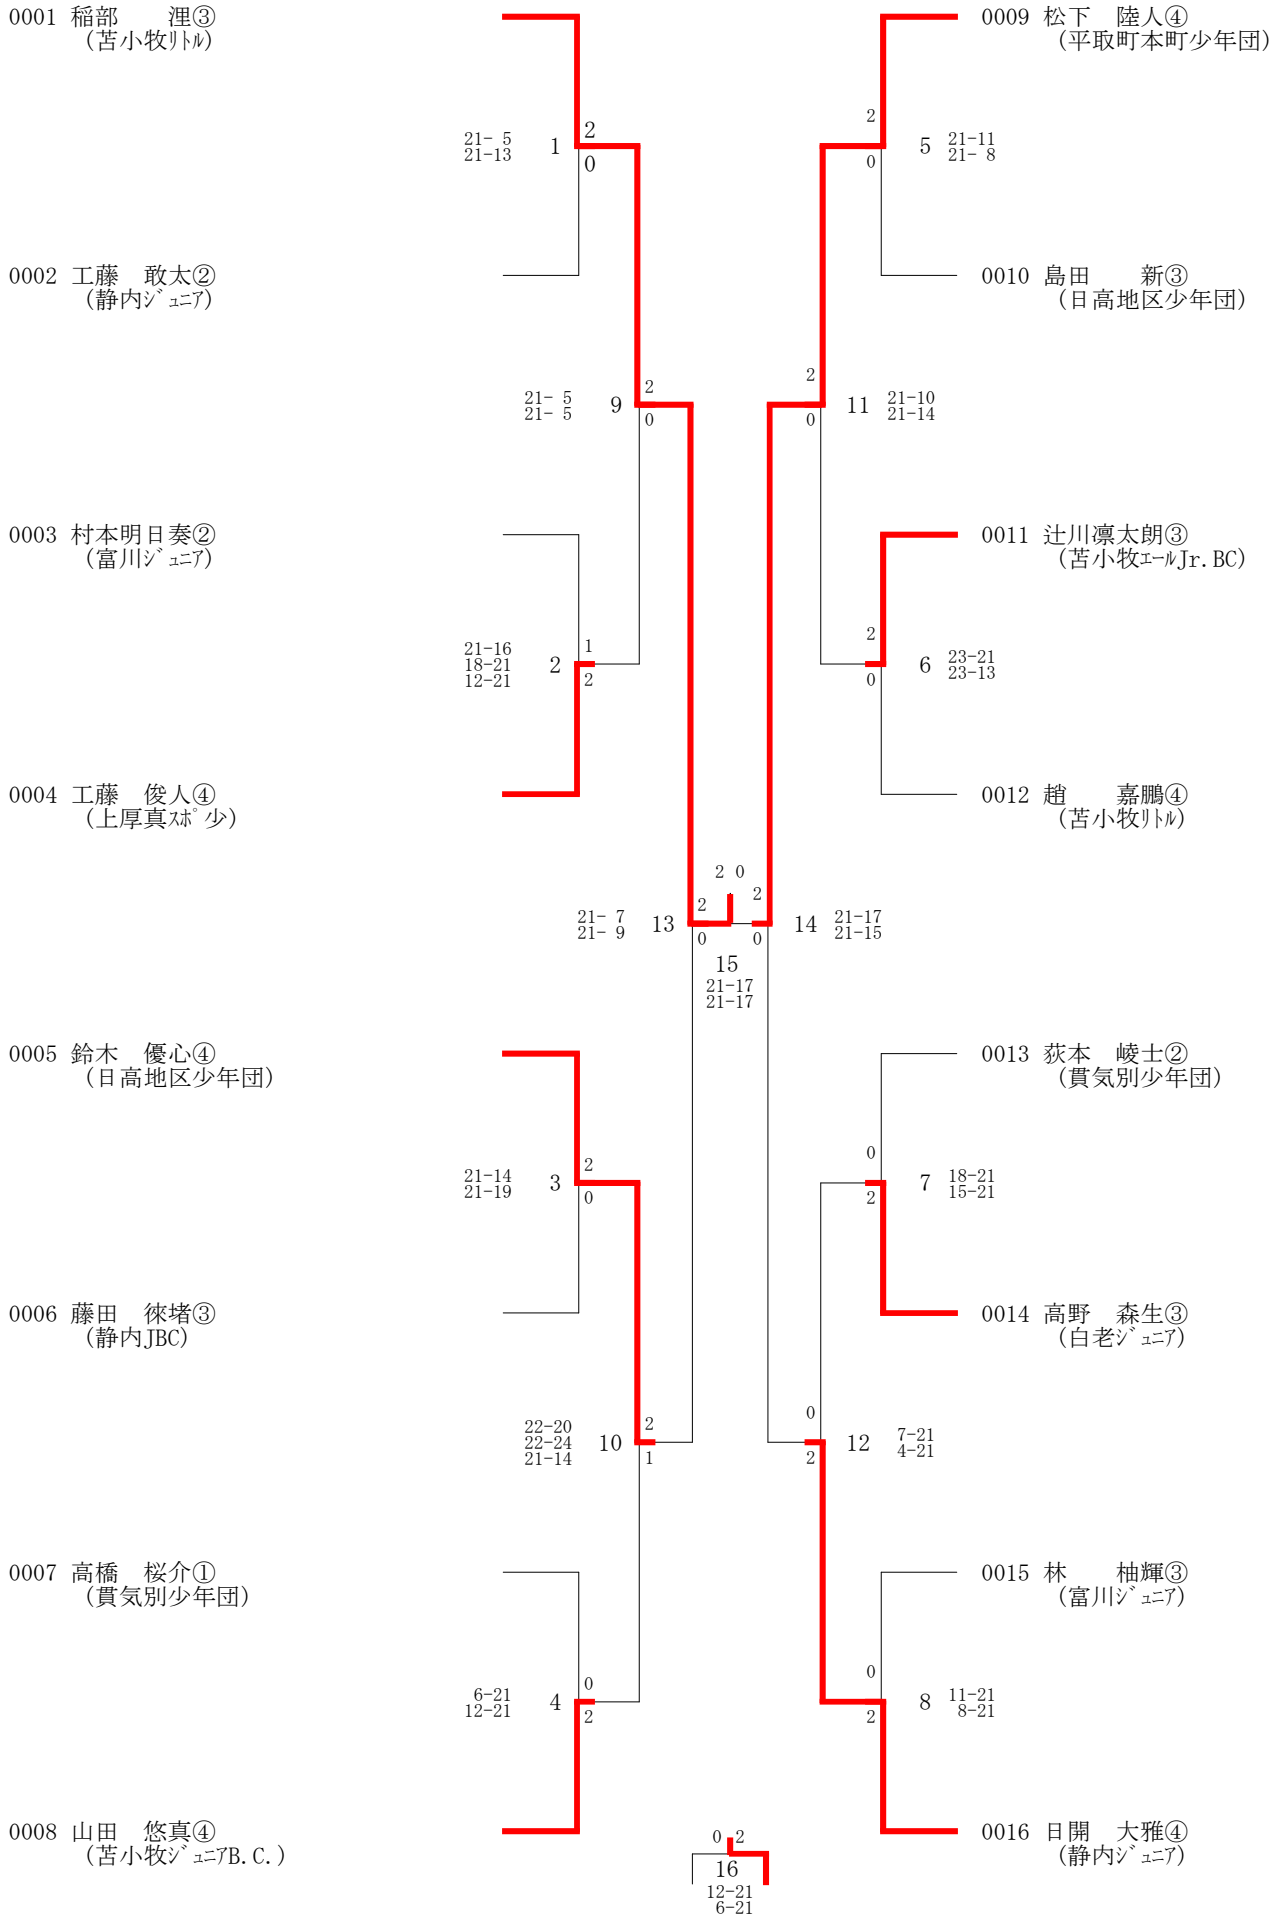 0001 稲部　　浬③
(苫小牧ﾘﾄﾙ)
21- 5
21-13
1
2
0
0002 工藤　敢太②
(静内ｼﾞｭﾆｱ)
21- 5
21- 5
9
2
0
0003 村本明日奏②
(富川ｼﾞｭﾆｱ)
21-16
18-21
12-21
2
1
2
0004 工藤　俊人④
(上厚真ｽﾎﾟ少)
21- 7
21- 9
13
2
0
0005 鈴木　優心④
(日高地区少年団)
21-14
21-19
3
2
0
0006 藤田　徠堵③
(静内JBC)
22-20
22-24
21-14
10
2
1
0007 高橋　桜介①
(貫気別少年団)
6-21
12-21
4
0
2
0008 山田　悠真④
(苫小牧ｼﾞｭﾆｱB.C.)
2 0
15
21-17
21-17
0 2
16
12-21
6-21
0009 松下　陸人④
(平取町本町少年団)
2
0
5
21-11
21- 8
0010 島田　　新③
(日高地区少年団)
2
0
11
21-10
21-14
0011 辻川凛太朗③
(苫小牧ｴｰﾙJr.BC)
2
0
6
23-21
23-13
0012 趙　　嘉鵬④
(苫小牧ﾘﾄﾙ)
2
0
14
21-17
21-15
0013 荻本　崚士②
(貫気別少年団)
0
2
7
18-21
15-21
0014 高野　森生③
(白老ｼﾞｭﾆｱ)
0
2
12
7-21
4-21
0015 林　　柚輝③
(富川ｼﾞｭﾆｱ)
0
2
8
11-21
8-21
0016 日開　大雅④
(静内ｼﾞｭﾆｱ)